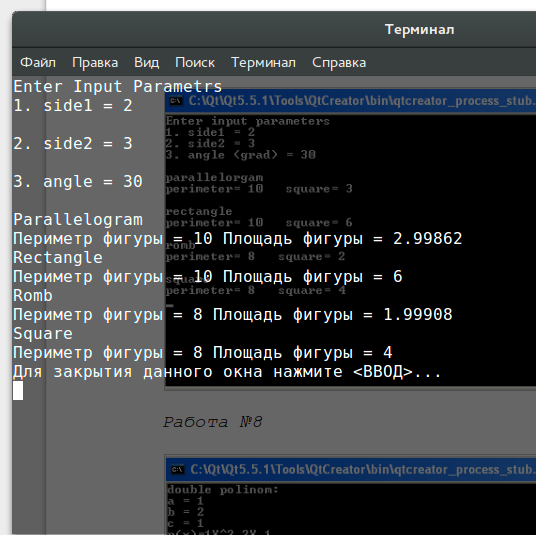 Терминал
Файл Правка Вид Поиск Терминал Справка
Enter Input Parametrs
1. side1 = 2
2. side2 = 3
3. angle = 30
Parallelogram
Периметр фигуры = 10 Площадь фигуры = 2.99862
Rectangle
Периметр фигуры = 10 Площадь фигуры = 6
Romb
Периметр фигуры = 8 Площадь фигуры = 1.99908
Square
Периметр фигуры = 8 Площадь фигуры = 4
Для закрытия данного окна нажмите <ВВОД>...
C:\Qt\Qt5.5.1\Tools\QtCreator\bin\qtcreator_process_stub.
Enter input parameters
1. side1 = 2
2. side2 = 3
3. angle (grad) = 30
parallelorgam
perimeter= 10 square= 3
rectangle
perimeter= 10 square= 6
romb
perimeter= 8 square= 2
square
perimeter= 8 square= 4
Работа №8
C:\Qt\Qt5.5.1\Tools\QtCreator\bin\qtcreator_process_stub.
double polinom:
a = 1
b = 2
c = 1